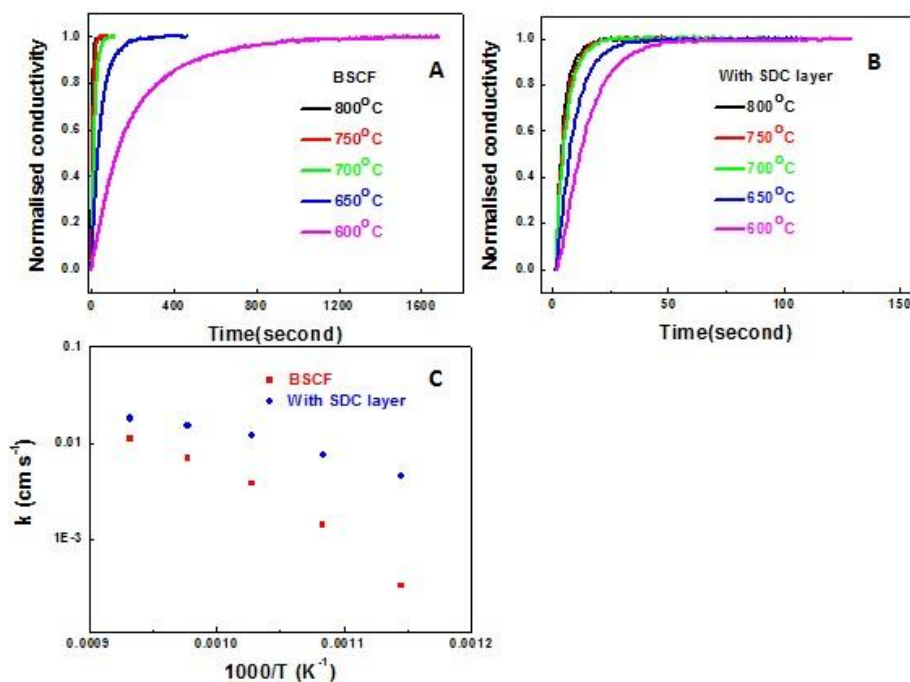 Normalised conductivity
1.0
0.8
0.6
0.4
0.2
0.0
BSCF
A
800°C
750°C
700°C
650°C
600°C
0
400
800
1200
1600
Time(second)
Normalised conductivity
1.0
0.8
0.6
0.4
0.2
0.0
With SDC layer
B
800°C
750°C
700°C
650°C
600°C
0
50
100
150
Time(second)
k (cm s⁻¹)
0.1
0.01
1E-3
BSCF
With SDC layer
C
0.0009
0.0010
0.0011
0.0012
1000/T (K⁻¹)